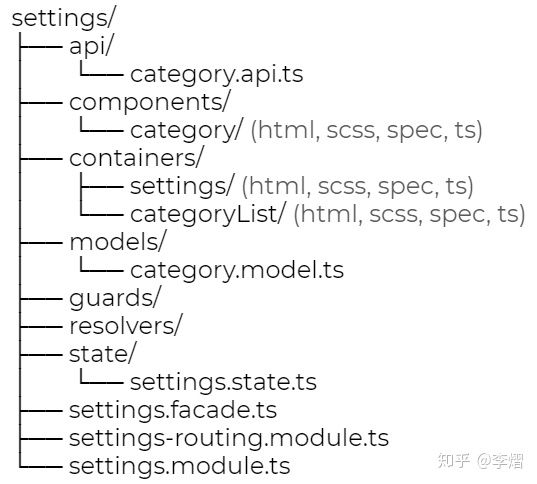 settings/
├── api/
│   └── category.api.ts
├── components/
│   └── category/ (html, scss, spec, ts)
├── containers/
│   ├── settings/ (html, scss, spec, ts)
│   └── categoryList/ (html, scss, spec, ts)
├── models/
│   └── category.model.ts
├── guards/
├── resolvers/
├── state/
│   └── settings.state.ts
├── settings.facade.ts
├── settings-routing.module.ts
└── settings.module.ts
知乎 @李熠